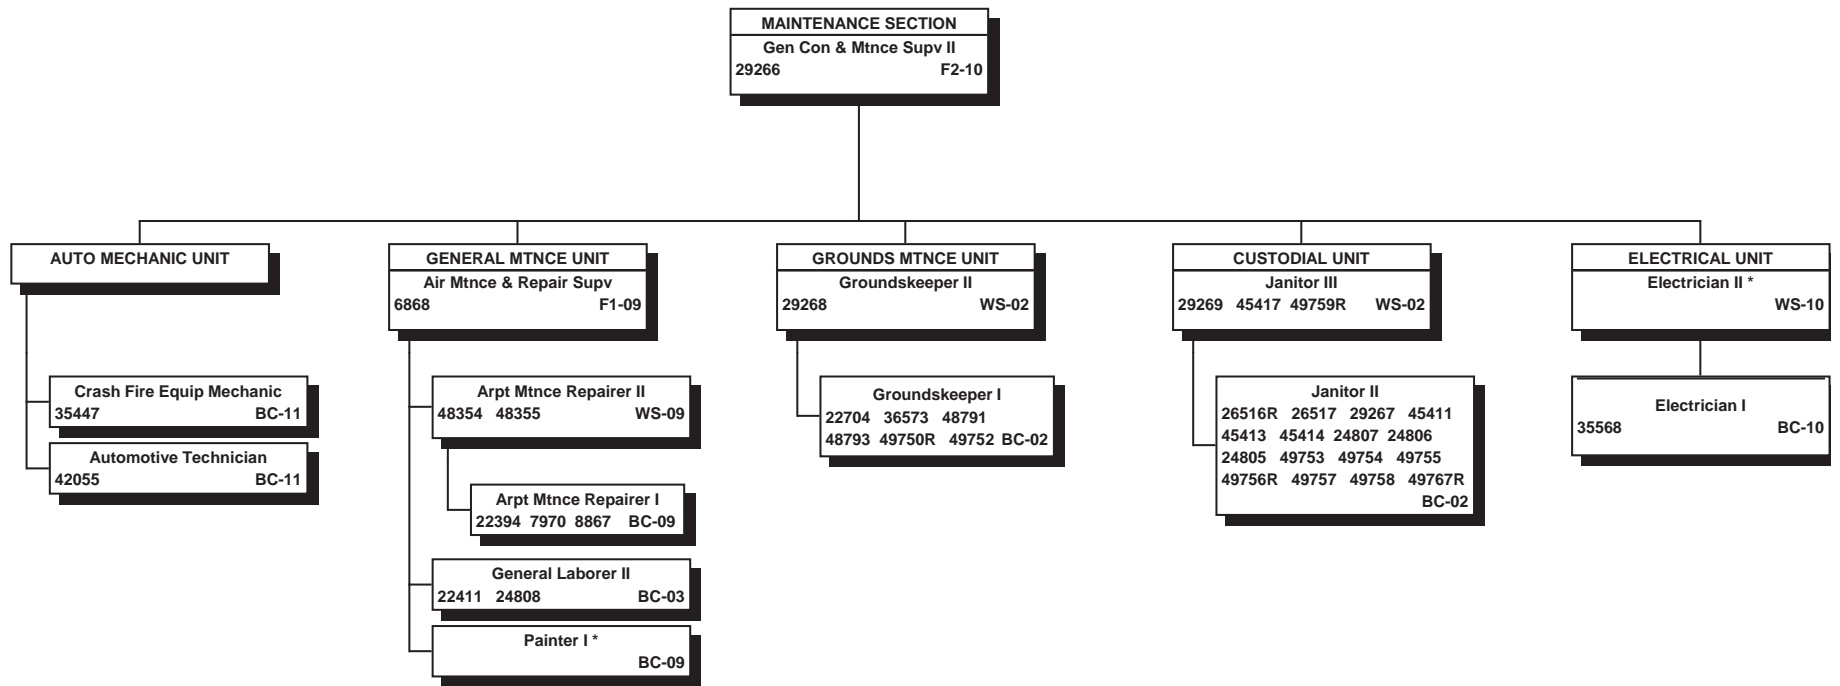 MAINTENANCE SECTION
Gen Con & Mtnce Supv II
29266 F2-10
AUTO MECHANIC UNIT
Crash Fire Equip Mechanic
35447 BC-11
Automotive Technician
42055 BC-11
GENERAL MTNCE UNIT
Air Mtnce & Repair Supv
6868 F1-09
Arpt Mtnce Repairer II
48354 48355 WS-09
Arpt Mtnce Repairer I
22394 7970 8867 BC-09
General Laborer II
22411 24808 BC-03
Painter I *
BC-09
GROUNDS MTNCE UNIT
Groundskeeper II
29268 WS-02
Groundskeeper I
22704 36573 48791
48793 49750R 49752 BC-02
CUSTODIAL UNIT
Janitor III
29269 45417 49759R WS-02
Janitor II
26516R 26517 29267 45411
45413 45414 24807 24806
24805 49753 49754 49755
49756R 49757 49758 49767R
BC-02
ELECTRICAL UNIT
Electrician II *
WS-10
Electrician I
35568 BC-10